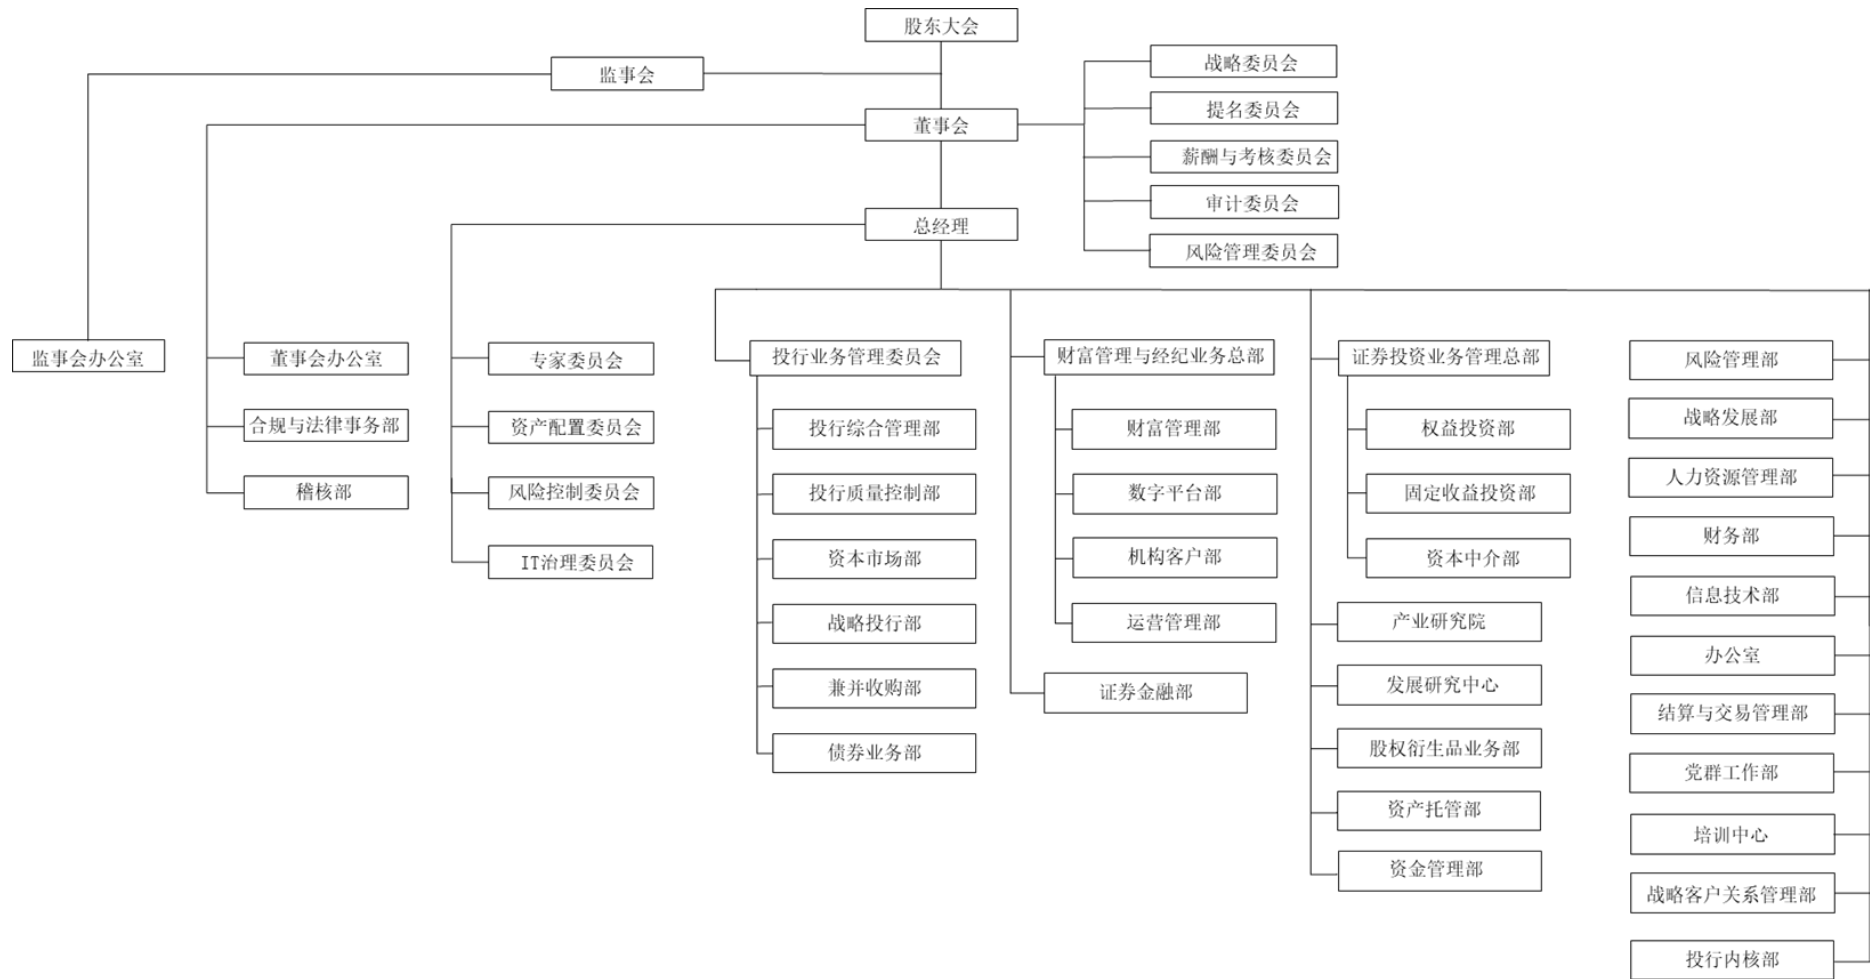 股东大会
监事会
董事会
战略委员会
提名委员会
薪酬与考核委员会
审计委员会
风险管理委员会
总经理
监事会办公室
董事会办公室
合规与法律事务部
稽核部
专家委员会
资产配置委员会
风险控制委员会
IT治理委员会
投行业务管理委员会
投行综合管理部
投行质量控制部
资本市场部
战略投行部
兼并收购部
债券业务部
财富管理与经纪业务总部
财富管理部
数字平台部
机构客户部
运营管理部
证券金融部
证券投资业务管理总部
权益投资部
固定收益投资部
资本中介部
产业研究院
发展研究中心
股权衍生品业务部
资产托管部
资金管理部
风险管理部
战略发展部
人力资源管理部
财务部
信息技术部
办公室
结算与交易管理部
党群工作部
培训中心
战略客户关系管理部
投行内核部